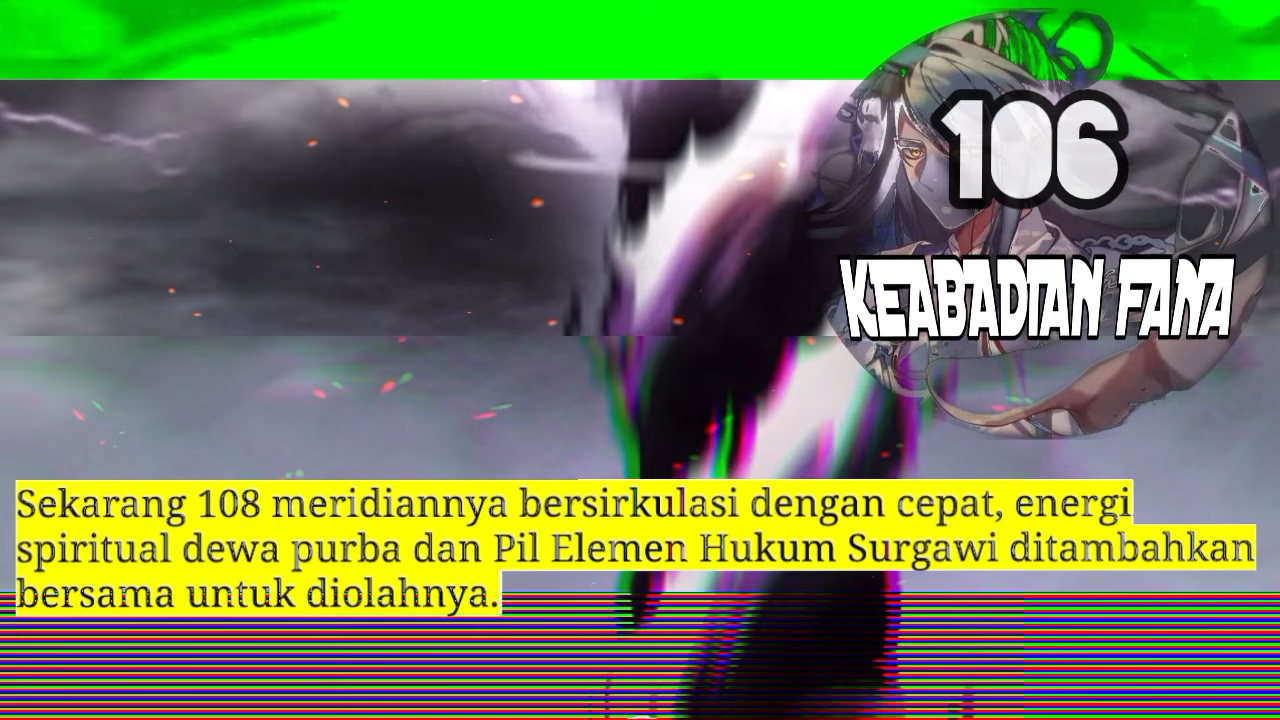 106
KEABADIAN FANA
Sekarang 108 meridiannya bersirkulasi dengan cepat, energi
spiritual dewa purba dan Pil Elemen Hukum Surgawi ditambahkan
bersama untuk diolahnya.